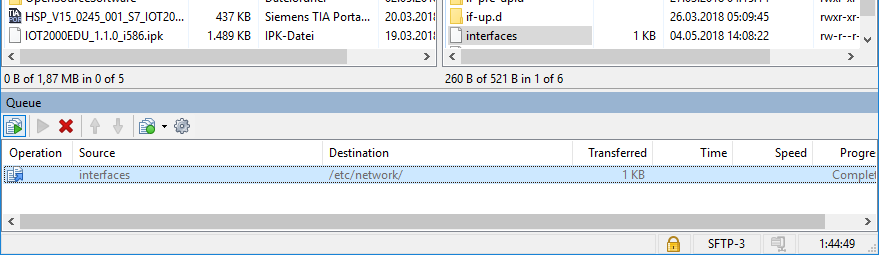 HSP_V15_0245_001_S7_IOT20... 437 KB Siemens TIA Porta... 20.03.2018
IOT2000EDU_1.1.0_i586.ipk 1.489 KB IPK-Datei 19.03.2018
if-up.d 26.03.2018 05:09:45 rwxr-xr-
interfaces 1 KB 04.05.2018 14:08:22 rw-r--r-
0 B of 1,87 MB in 0 of 5
260 B of 521 B in 1 of 6
Queue
Operation Source Destination Transferred Time Speed Progre
interfaces /etc/network/ 1 KB Complet
SFTP-3 1:44:49